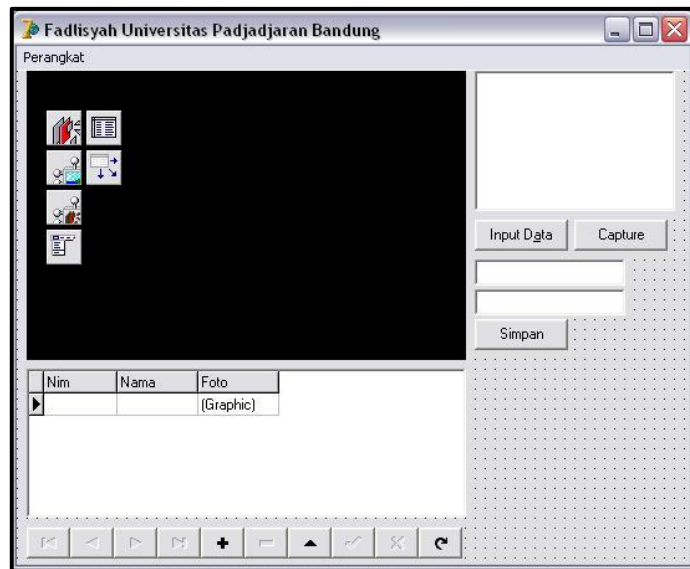 Fadlisyah Universitas Padjadjaran Bandung
Perangkat
Input Data
Capture
Simpan
Nim Nama Foto
(Graphic)